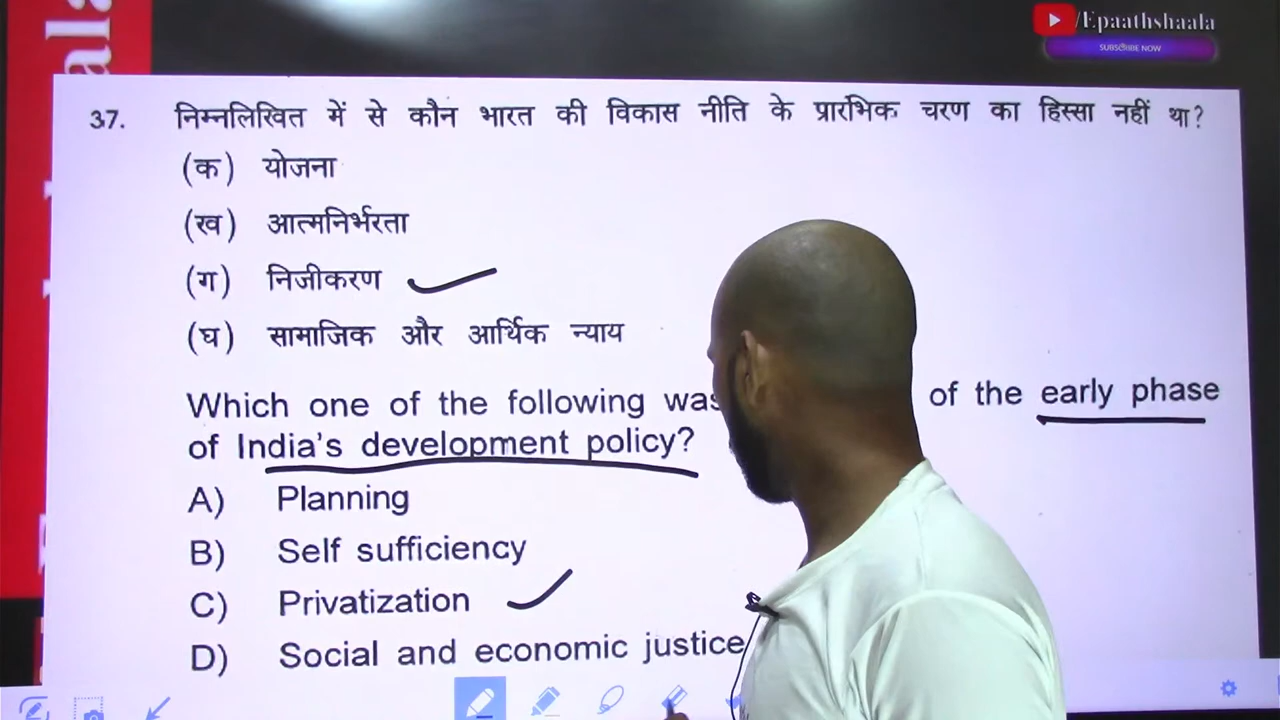 /Epaathshaala
SUBSCRIBE NOW
37. निम्नलिखित में से कौन भारत की विकास नीति के प्रारंभिक चरण का हिस्सा नहीं था?
(क) योजना
(ख) आत्मनिर्भरता
(ग) निजीकरण
(घ) सामाजिक और आर्थिक न्याय
Which one of the following was of the early phase
of India's development policy?
A) Planning
B) Self sufficiency
C) Privatization
D) Social and economic justice